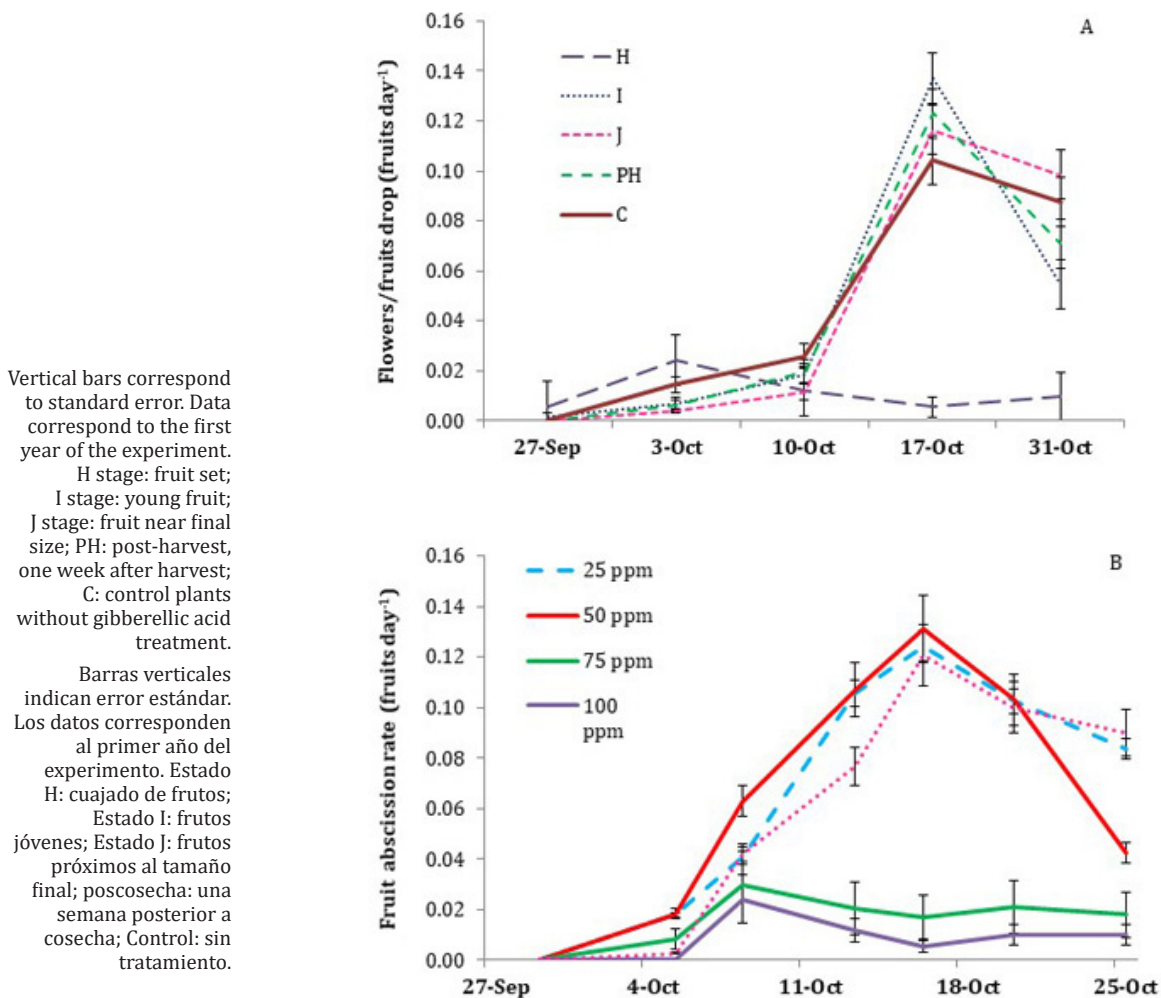 Vertical bars correspond
to standard error. Data
correspond to the first
year of the experiment.
H stage: fruit set;
I stage: young fruit;
J stage: fruit near final
size; PH: post-harvest,
one week after harvest;
C: control plants
without gibberellic acid
treatment.
Barras verticales
indican error estándar.
Los datos corresponden
al primer año del
experimento. Estado
H: cuajado de frutos;
Estado I: frutos
jóvenes; Estado J: frutos
próximos al tamaño
final; poscosecha: una
semana posterior a
cosecha; Control: sin
tratamiento.
A
Flowers/fruits drop (fruits day-1)
0.16
0.14
0.12
0.10
0.08
0.06
0.04
0.02
0.00
H
I
J
PH
C
27-Sep 3-Oct 10-Oct 17-Oct 31-Oct
B
Fruit abscission rate (fruits day-1)
0.16
0.14
0.12
0.10
0.08
0.06
0.04
0.02
0.00
25 ppm
50 ppm
75 ppm
100
ppm
27-Sep 4-Oct 11-Oct 18-Oct 25-Oct